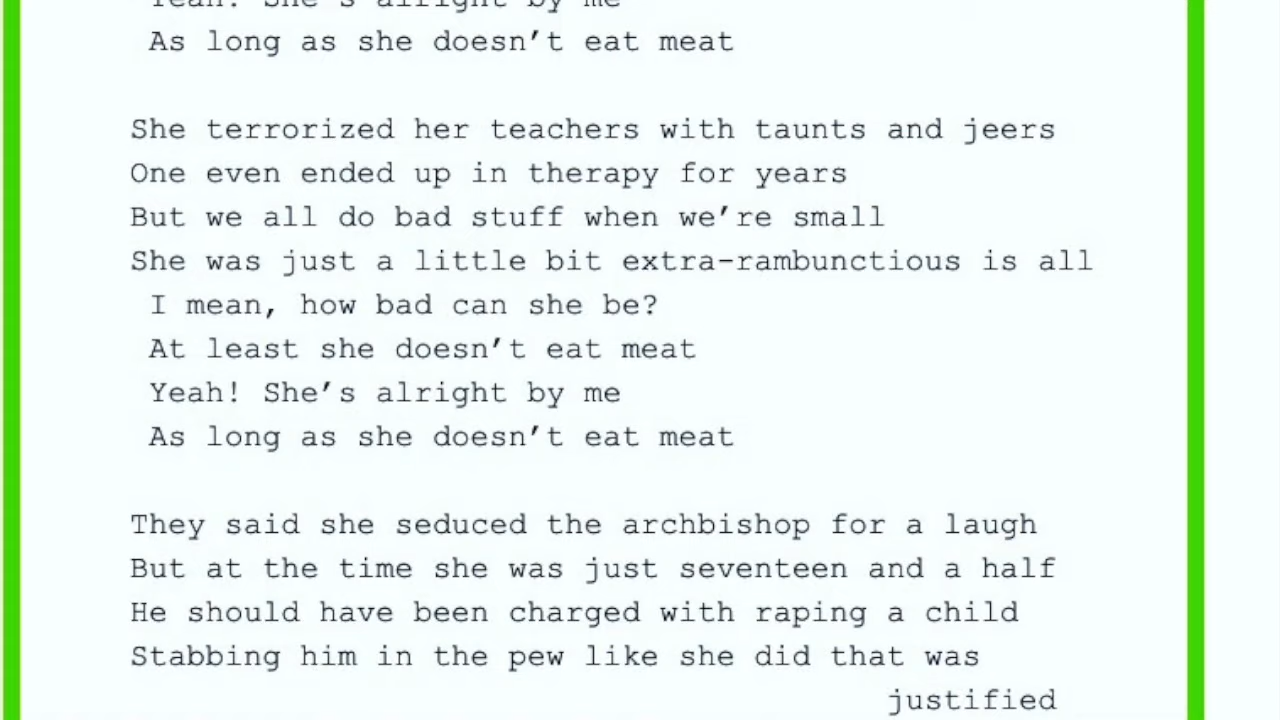 Yeah! She's alright by me
As long as she doesn't eat meat
She terrorized her teachers with taunts and jeers
One even ended up in therapy for years
But we all do bad stuff when we're small
She was just a little bit extra-rambunctious is all
I mean, how bad can she be?
At least she doesn't eat meat
Yeah! She's alright by me
As long as she doesn't eat meat
They said she seduced the archbishop for a laugh
But at the time she was just seventeen and a half
He should have been charged with raping a child
Stabbing him in the pew like she did that was
justified